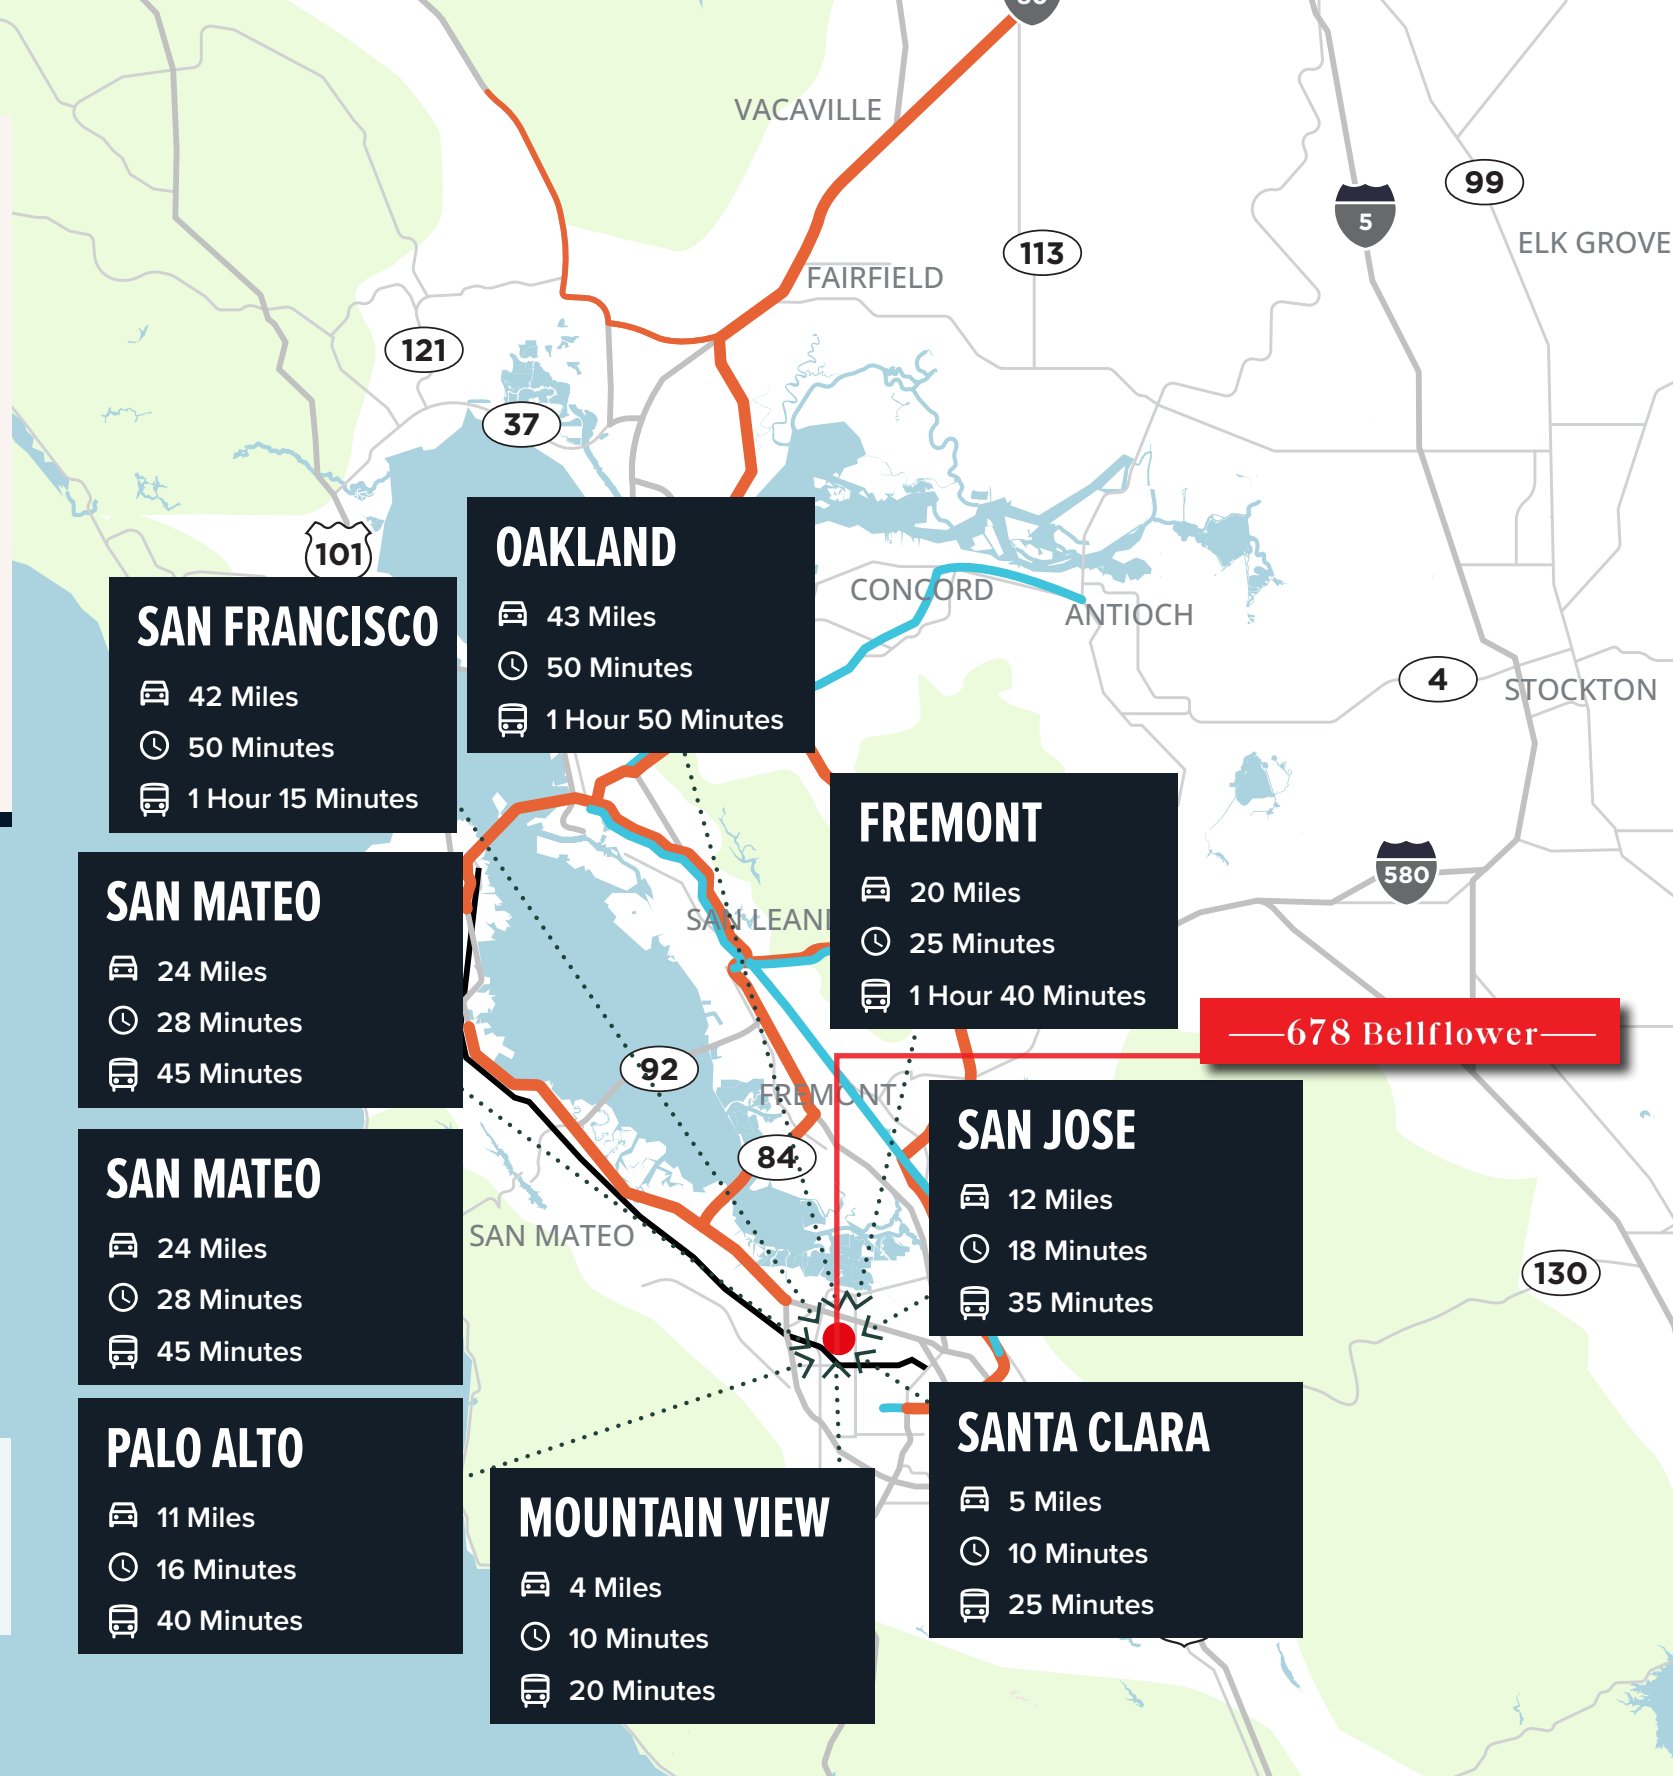 VACAVILLE
99
5
113
ELK GROVE
FAIRFIELD
121
37
101
OAKLAND
43 Miles
50 Minutes
1 Hour 50 Minutes
CONCORD
ANTIOCH
SAN FRANCISCO
42 Miles
50 Minutes
1 Hour 15 Minutes
4
STOCKTON
FREMONT
20 Miles
25 Minutes
1 Hour 40 Minutes
580
SAN MATEO
24 Miles
28 Minutes
45 Minutes
SAN LEAN
678 Bellflower
92
FREMONT
84
SAN JOSE
12 Miles
18 Minutes
35 Minutes
SAN MATEO
24 Miles
28 Minutes
45 Minutes
SAN MATEO
130
PALO ALTO
11 Miles
16 Minutes
40 Minutes
SANTA CLARA
5 Miles
10 Minutes
25 Minutes
MOUNTAIN VIEW
4 Miles
10 Minutes
20 Minutes